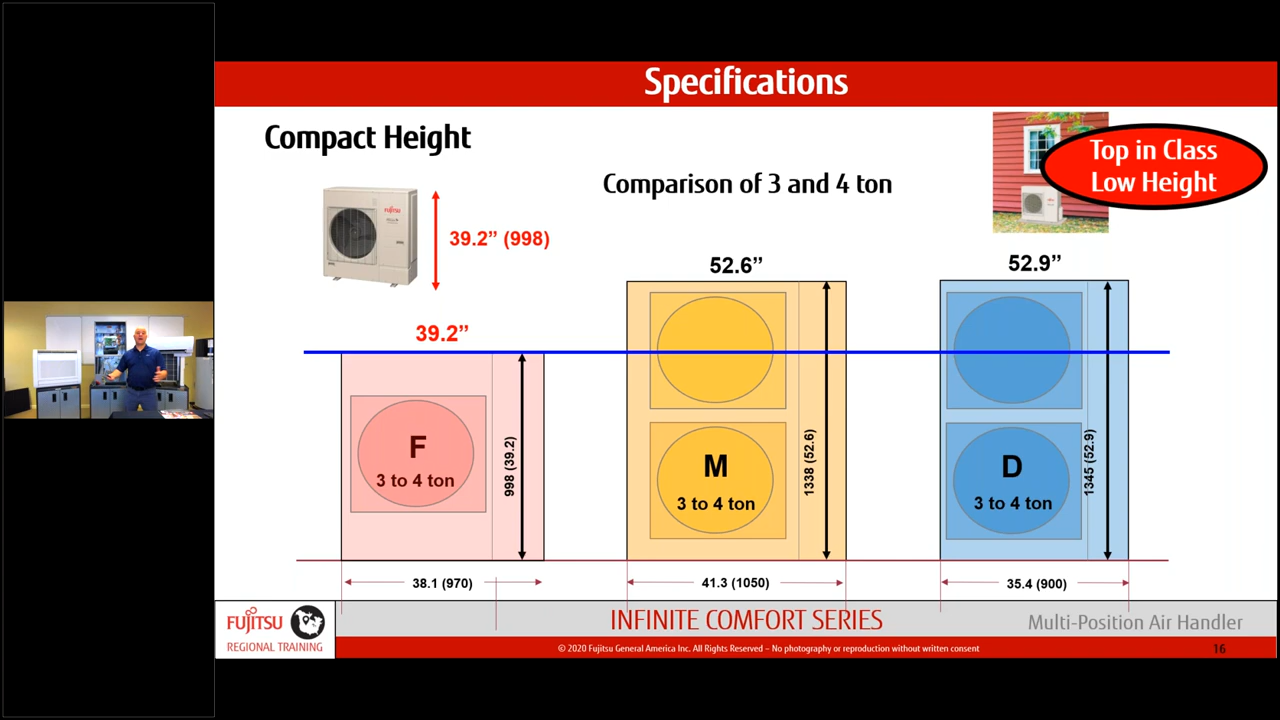 Specifications
Compact Height
Top in Class
Low Height
Comparison of 3 and 4 ton
FUJITSU
39.2” (998)
52.6”
52.9”
39.2”
F
3 to 4 ton
998 (39.2)
M
3 to 4 ton
1338 (52.6)
D
3 to 4 ton
1345 (52.9)
38.1 (970)
41.3 (1050)
35.4 (900)
FUJITSU
REGIONAL TRAINING
INFINITE COMFORT SERIES
Multi-Position Air Handler
© 2020 Fujitsu General America Inc. All Rights Reserved – No photography or reproduction without written consent
16